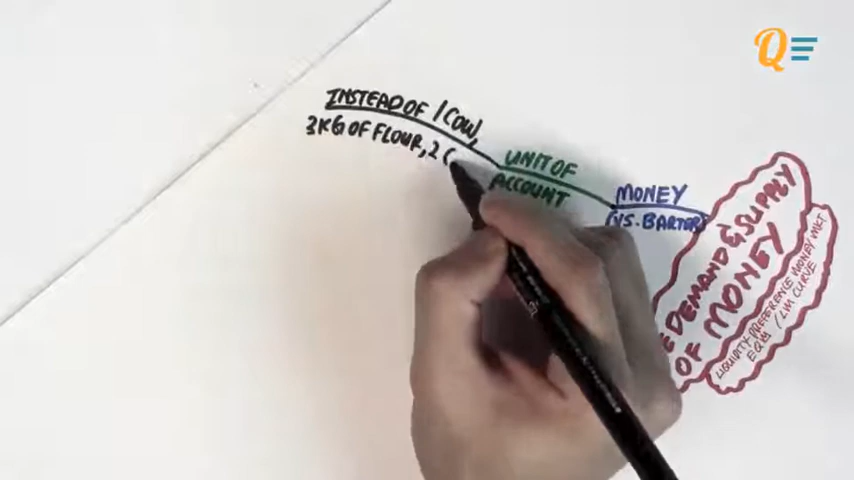 INSTEAD OF 1 COW,
3KG OF FLOUR, 2 (
UNIT OF
ACCOUNT
MONEY
(VS. BARTER)
DEMAND & SUPPLY
OF MONEY
LIQUIDITY PREFERENCE MONEY MKT
EQM / LM CURVE